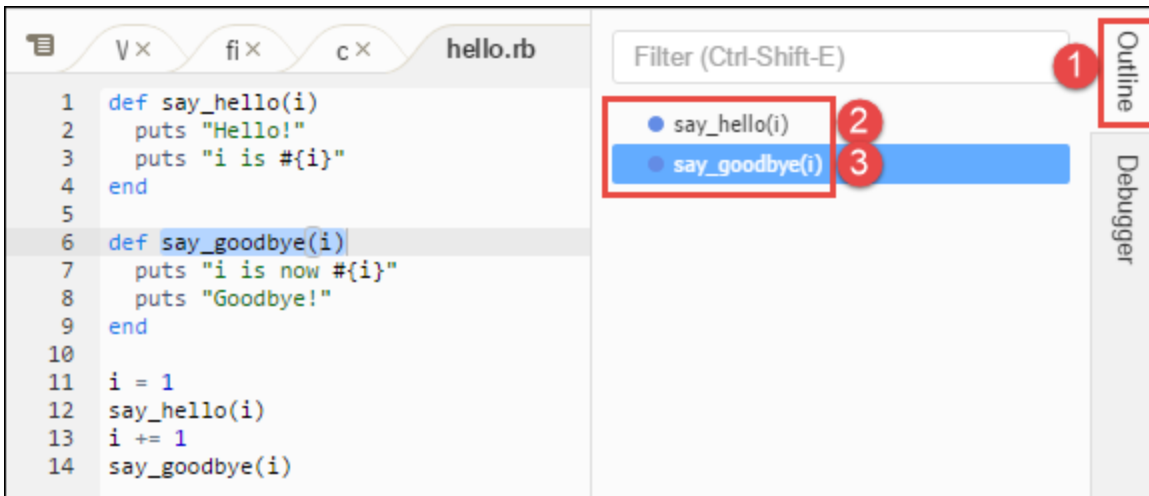 V × fi × c × hello.rb
1 def say_hello(i)
2   puts "Hello!"
3   puts "i is #{i}"
4 end
5
6 def say_goodbye(i)
7   puts "i is now #{i}"
8   puts "Goodbye!"
9 end
10
11 i = 1
12 say_hello(i)
13 i += 1
14 say_goodbye(i)
Filter (Ctrl-Shift-E)
say_hello(i) 2
say_goodbye(i) 3
1 Outline
Debugger